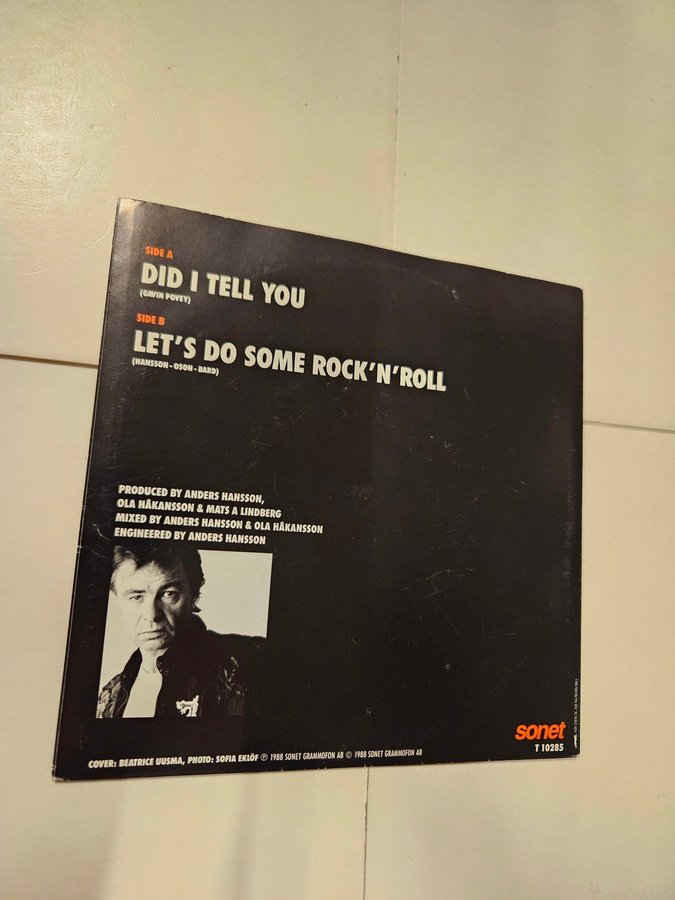 SIDE A
DID I TELL YOU
(GAVIN POVEY)
SIDE B
LET'S DO SOME ROCK'N'ROLL
(HANSSON - OSON - BARD)
PRODUCED BY ANDERS HANSSON,
OLA HÅKANSSON & MATS A LINDBERG
MIXED BY ANDERS HANSSON & OLA HÅKANSSON
ENGINEERED BY ANDERS HANSSON
sonet
T 10285
COVER: BEATRICE UUSMA, PHOTO: SOFIA EKLÖF ℗ 1988 SONET GRAMMOFON AB © 1988 SONET GRAMMOFON AB